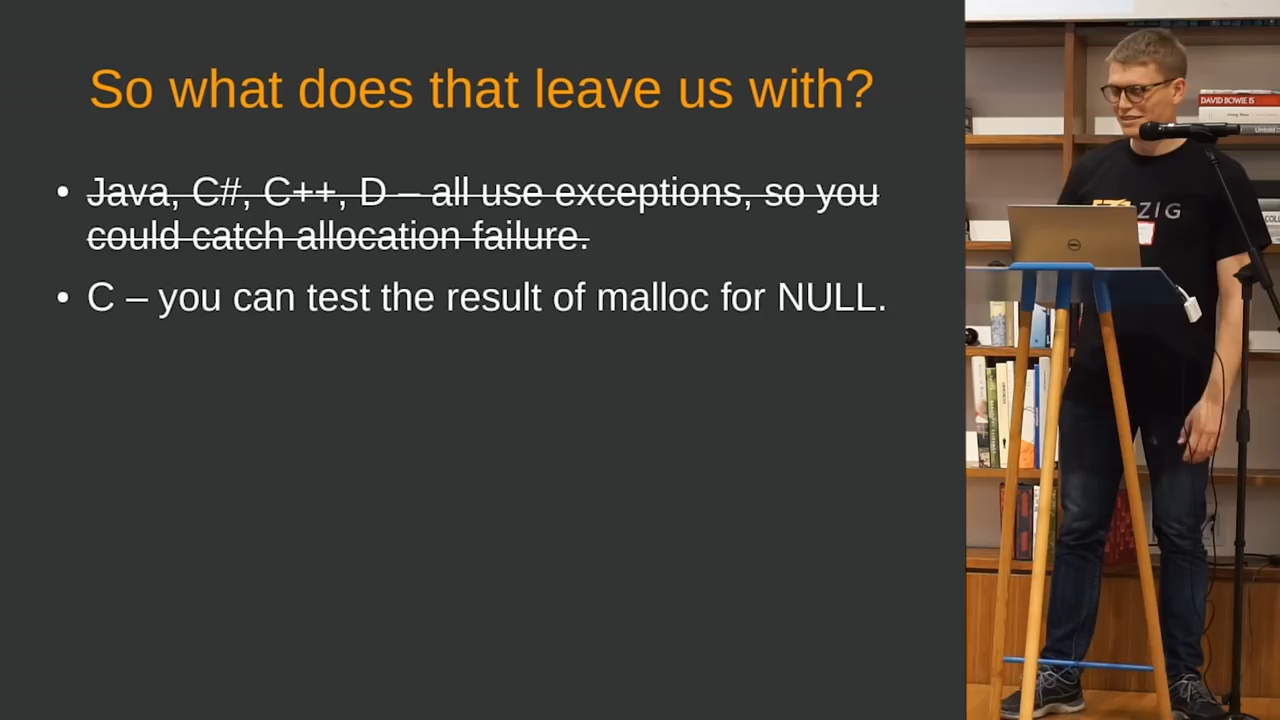 So what does that leave us with?
• Java, C#, C++, D – all use exceptions, so you
could catch allocation failure.
• C – you can test the result of malloc for NULL.
DAVID BOWIE IS
ZIG
DELL